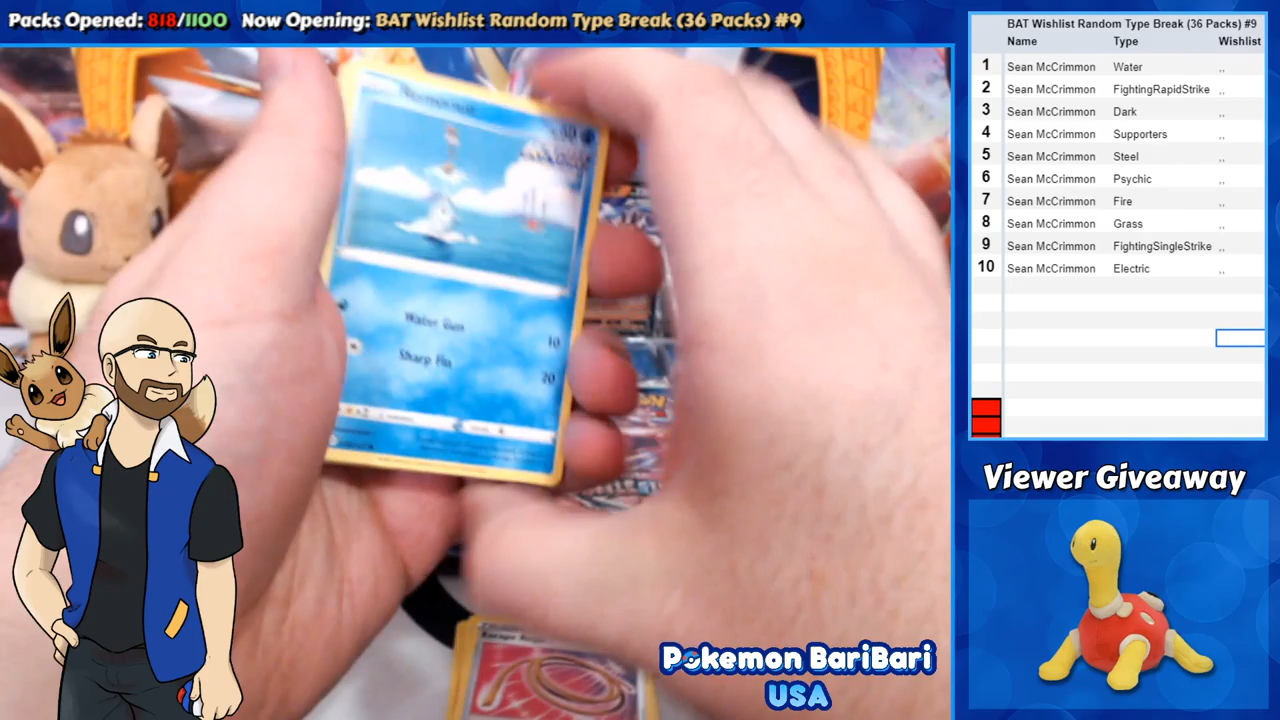 Packs Opened: 818/1100 Now Opening: BAT Wishlist Random Type Break (36 Packs) #9
BAT Wishlist Random Type Break (36 Packs) #9
Name Type Wishlist
1 Sean McCrimmon Water ,,
2 Sean McCrimmon FightingRapidStrike ,,
3 Sean McCrimmon Dark ,,
4 Sean McCrimmon Supporters ,,
5 Sean McCrimmon Steel ,,
6 Sean McCrimmon Psychic ,,
7 Sean McCrimmon Fire ,,
8 Sean McCrimmon Grass ,,
9 Sean McCrimmon FightingSingleStrike ,,
10 Sean McCrimmon Electric ,,
Water Gun 10
Sharp Fin 20
Escape Rope
Viewer Giveaway
Pokemon BariBari
USA